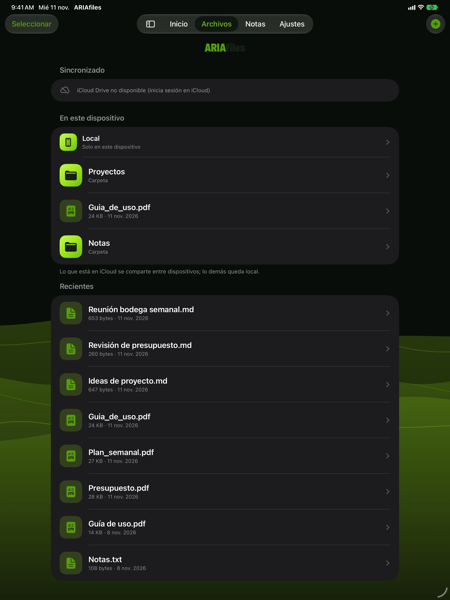 9:41 AM Mié 11 nov. ARIAfiles
Seleccionar
Inicio Archivos Notas Ajustes
ARIAfiles
Sincronizado
iCloud Drive no disponible (inicia sesión en iCloud)
En este dispositivo
Local
Solo en este dispositivo
Proyectos
Carpeta
Guia_de_uso.pdf
24 KB · 11 nov. 2026
Notas
Carpeta
Lo que está en iCloud se comparte entre dispositivos; lo demás queda local.
Recientes
Reunión bodega semanal.md
653 bytes · 11 nov. 2026
Revisión de presupuesto.md
280 bytes · 11 nov. 2026
Ideas de proyecto.md
647 bytes · 11 nov. 2026
Guia_de_uso.pdf
24 KB · 11 nov. 2026
Plan_semanal.pdf
27 KB · 11 nov. 2026
Presupuesto.pdf
28 KB · 11 nov. 2026
Guía de uso.pdf
14 KB · 8 nov. 2026
Notas.txt
108 bytes · 8 nov. 2026